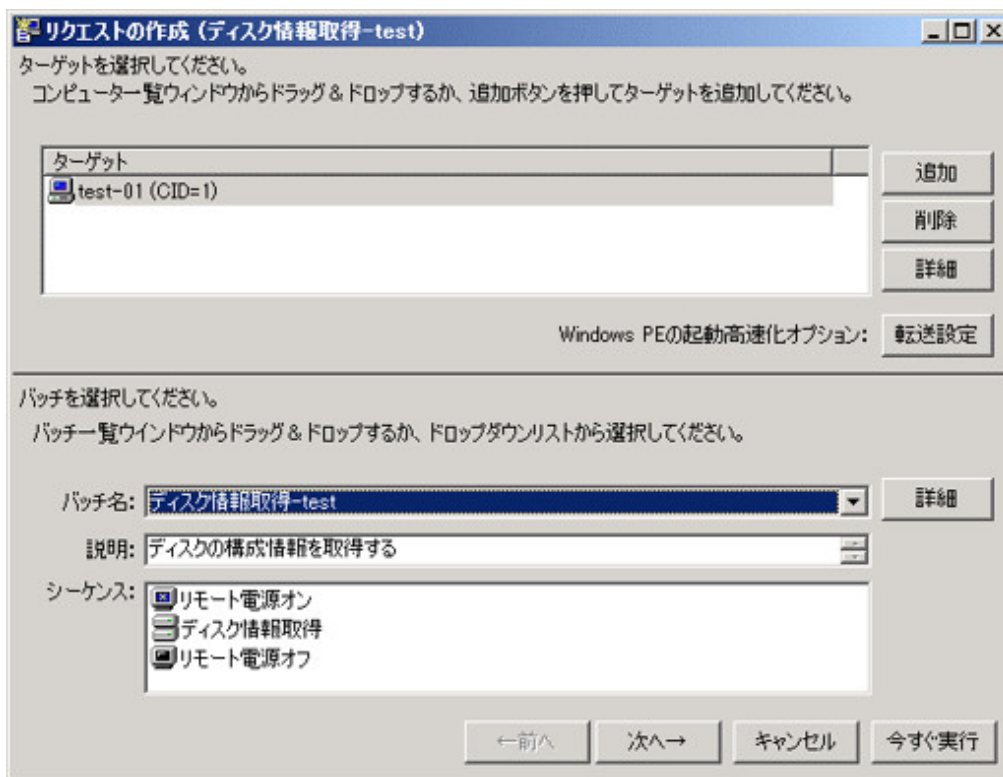 リクエストの作成 (ディスク情報取得-test)
ターゲットを選択してください。
コンピューター覧ウィンドウからドラッグ&ドロップするか、追加ボタンを押してターゲットを追加してください。
ターゲット
test-01 (CID=1)
追加
削除
詳細
Windows PEの起動高速化オプション:
転送設定
バッチを選択してください。
バッチ一覧ウインドウからドラッグ&ドロップするか、ドロップダウンリストから選択してください。
バッチ名:
ディスク情報取得-test
詳細
説明:
ディスクの構成情報を取得する
シーケンス:
リモート電源オン
ディスク情報取得
リモート電源オフ
←前へ
次へ→
キャンセル
今すぐ実行